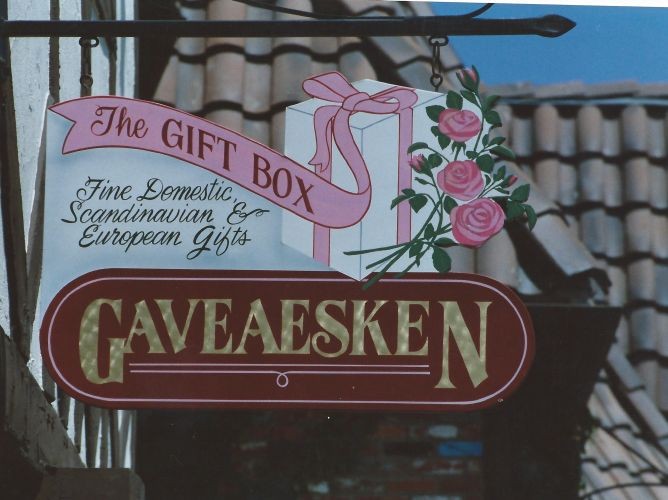 The GIFT BOX
Fine Domestic,
Scandinavian &
European Gifts
GAVEAESKEN